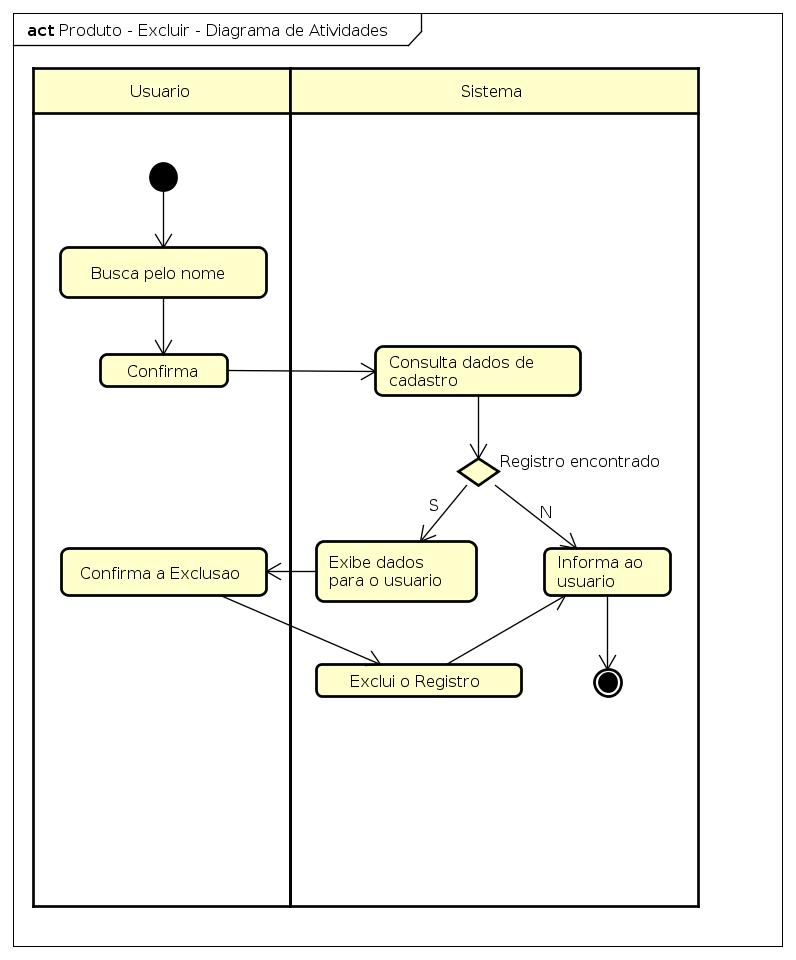 act Produto - Excluir - Diagrama de Atividades
Usuario
Sistema
Busca pelo nome
Confirma
Consulta dados de
cadastro
Registro encontrado
S
N
Exibe dados
para o usuario
Informa ao
usuario
Confirma a Exclusao
Exclui o Registro